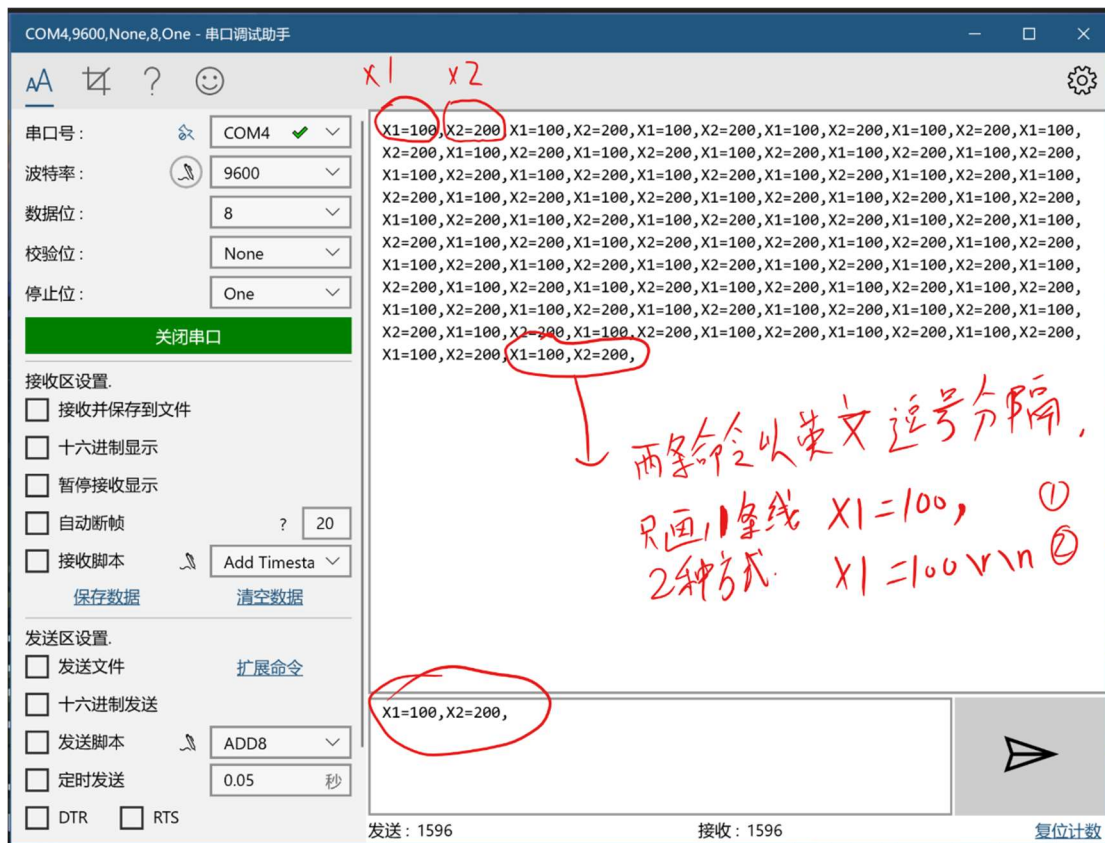 COM4,9600,None,8,One - 串口调试助手
AA
x1 x2
串口号: COM4
波特率: 9600
数据位: 8
校验位: None
停止位: One
关闭串口
接收区设置.
接收并保存到文件
十六进制显示
暂停接收显示
自动断帧 ? 20
接收脚本 Add Timesta
保存数据 清空数据
发送区设置.
发送文件 扩展命令
十六进制发送
发送脚本 ADD8
定时发送 0.05 秒
DTR RTS
X1=100,X2=200,X1=100,X2=200,X1=100,X2=200,X1=100,X2=200,X1=100,X2=200,X1=100,
X2=200,X1=100,X2=200,X1=100,X2=200,X1=100,X2=200,X1=100,X2=200,X1=100,X2=200,
X1=100,X2=200,X1=100,X2=200,X1=100,X2=200,X1=100,X2=200,X1=100,X2=200,X1=100,
X2=200,X1=100,X2=200,X1=100,X2=200,X1=100,X2=200,X1=100,X2=200,X1=100,X2=200,
X1=100,X2=200,X1=100,X2=200,X1=100,X2=200,X1=100,X2=200,X1=100,X2=200,X1=100,
X2=200,X1=100,X2=200,X1=100,X2=200,X1=100,X2=200,X1=100,X2=200,X1=100,X2=200,
X1=100,X2=200,X1=100,X2=200,X1=100,X2=200,X1=100,X2=200,X1=100,X2=200,X1=100,
X2=200,X1=100,X2=200,X1=100,X2=200,X1=100,X2=200,X1=100,X2=200,X1=100,X2=200,
X1=100,X2=200,X1=100,X2=200,X1=100,X2=200,X1=100,X2=200,X1=100,X2=200,X1=100,
X2=200,X1=100,X2=200,X1=100,X2=200,X1=100,X2=200,X1=100,X2=200,X1=100,X2=200,
X1=100,X2=200,X1=100,X2=200,
两条命令以英文逗号分隔,
只画1条线 X1=100, ①
2种方式. X1=100\r\n ②
X1=100,X2=200,
发送: 1596 接收: 1596 复位计数